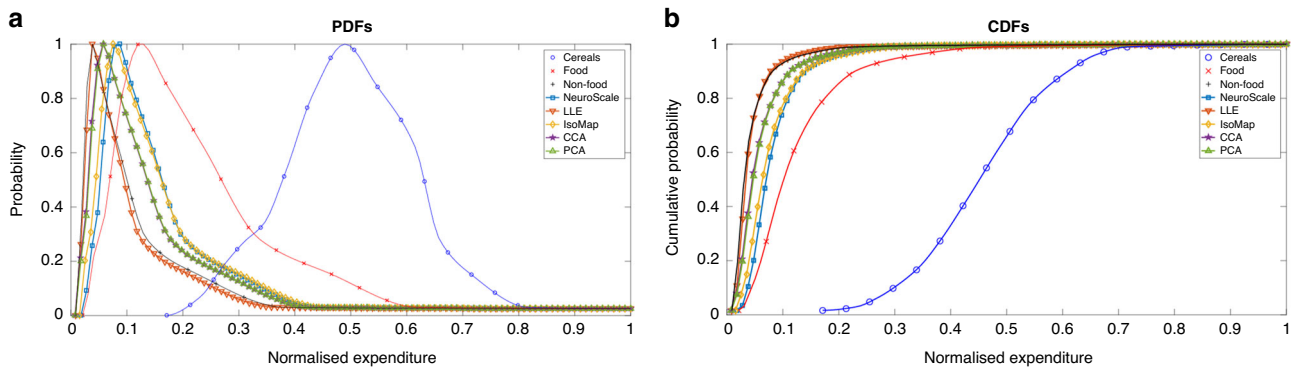 a
PDFs
1
0.8
0.6
0.4
0.2
0
Probability
0 0.1 0.2 0.3 0.4 0.5 0.6 0.7 0.8 0.9 1
Normalised expenditure
Cereals
Food
Non-food
NeuroScale
LLE
IsoMap
CCA
PCA
b
CDFs
1
0.8
0.6
0.4
0.2
0
Cumulative probability
0 0.1 0.2 0.3 0.4 0.5 0.6 0.7 0.8 0.9 1
Normalised expenditure
Cereals
Food
Non-food
NeuroScale
LLE
IsoMap
CCA
PCA